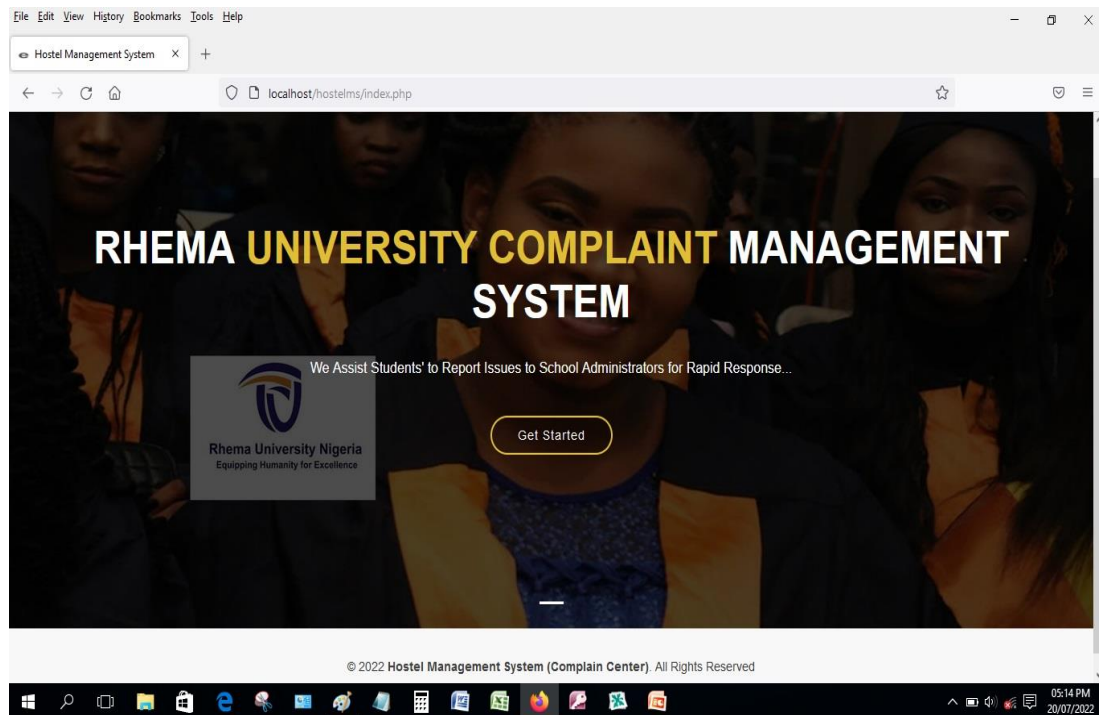 File Edit View History Bookmarks Tools Help
Hostel Management System
localhost/hostelms/index.php
RHEMA UNIVERSITY COMPLAINT MANAGEMENT
SYSTEM
We Assist Students' to Report Issues to School Administrators for Rapid Response...
Get Started
Rhema University Nigeria
Equipping Humanity for Excellence
© 2022 Hostel Management System (Complain Center). All Rights Reserved
05:14 PM
20/07/2022